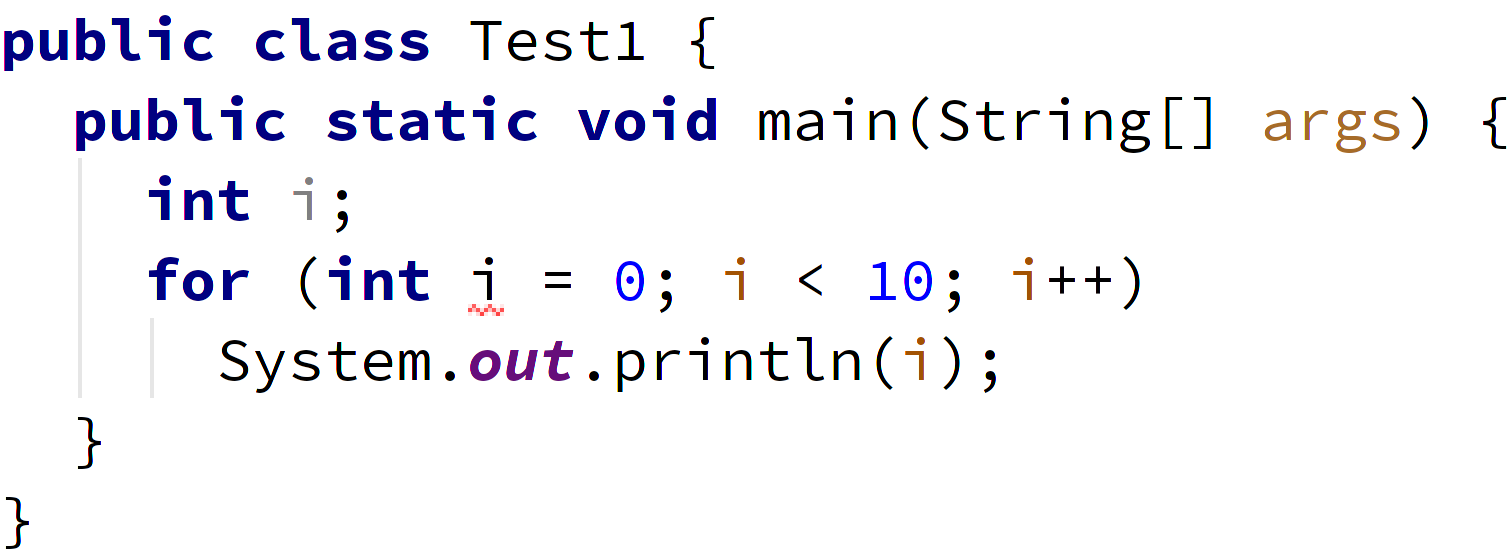 public class Test1 {
  public static void main(String[] args) {
    int i;
    for (int i = 0; i < 10; i++)
      System.out.println(i);
  }
}